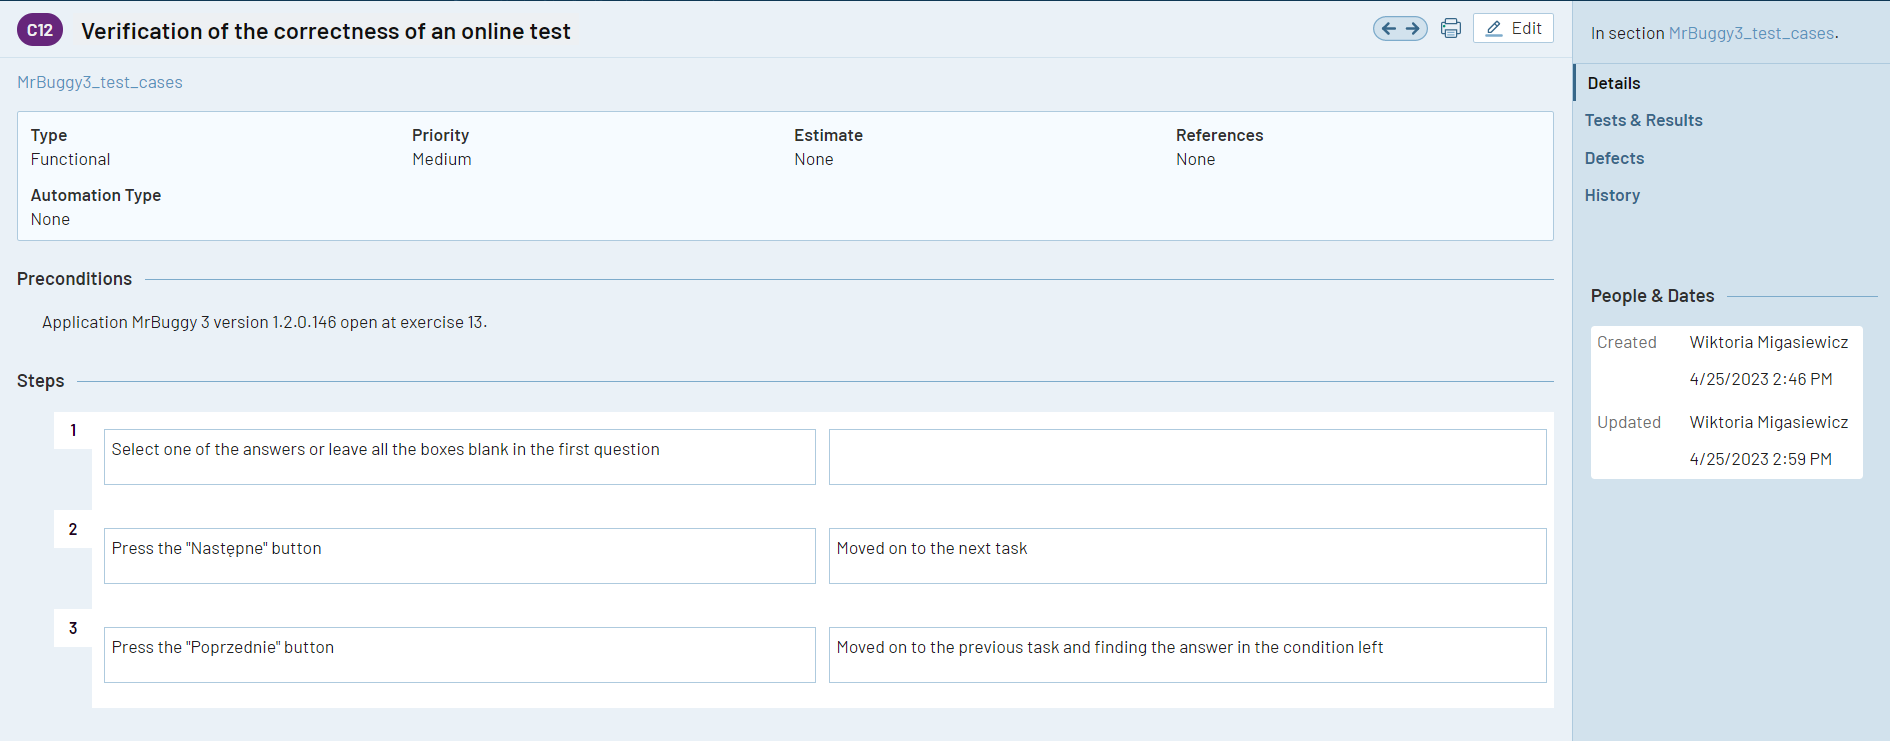 C12 Verification of the correctness of an online test
Edit
MrBuggy3_test_cases
Type Priority Estimate References
Functional Medium None None
Automation Type
None
Preconditions
Application MrBuggy 3 version 1.2.0.146 open at exercise 13.
Steps
1
Select one of the answers or leave all the boxes blank in the first question
2
Press the "Następne" button
Moved on to the next task
3
Press the "Poprzednie" button
Moved on to the previous task and finding the answer in the condition left
In section MrBuggy3_test_cases.
Details
Tests & Results
Defects
History
People & Dates
Created Wiktoria Migasiewicz
4/25/2023 2:46 PM
Updated Wiktoria Migasiewicz
4/25/2023 2:59 PM